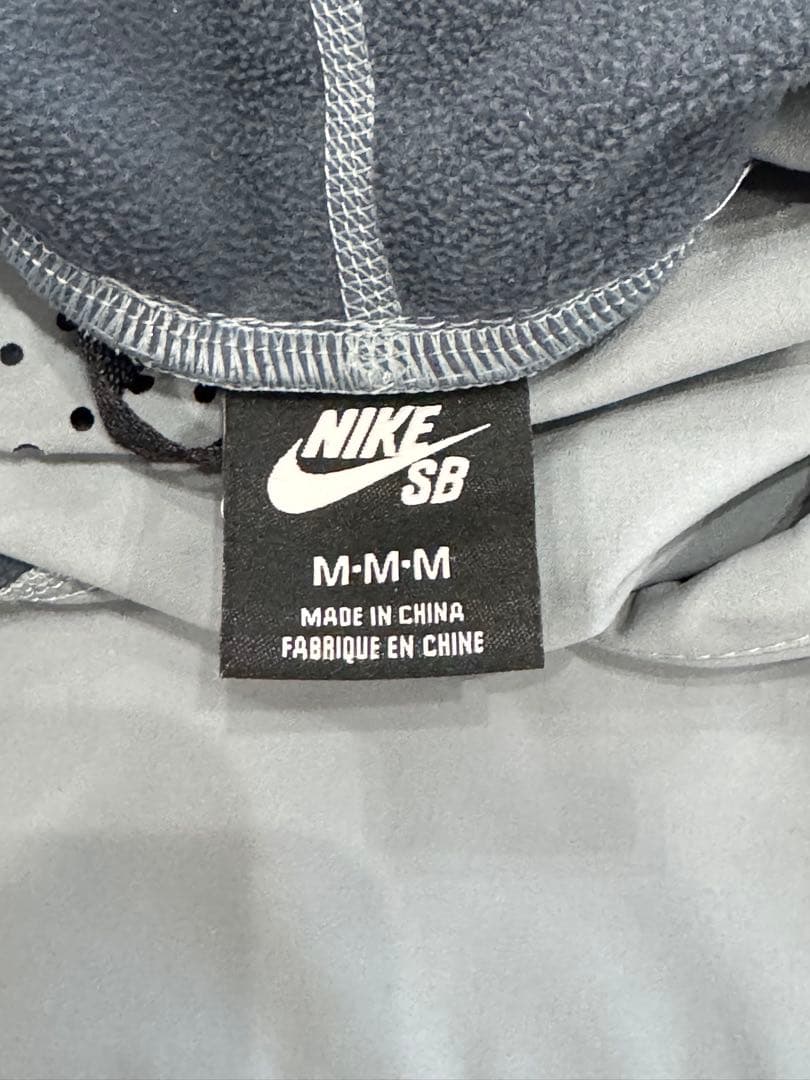 NIKE
SB
M·M·M
MADE IN CHINA
FABRIQUE EN CHINE